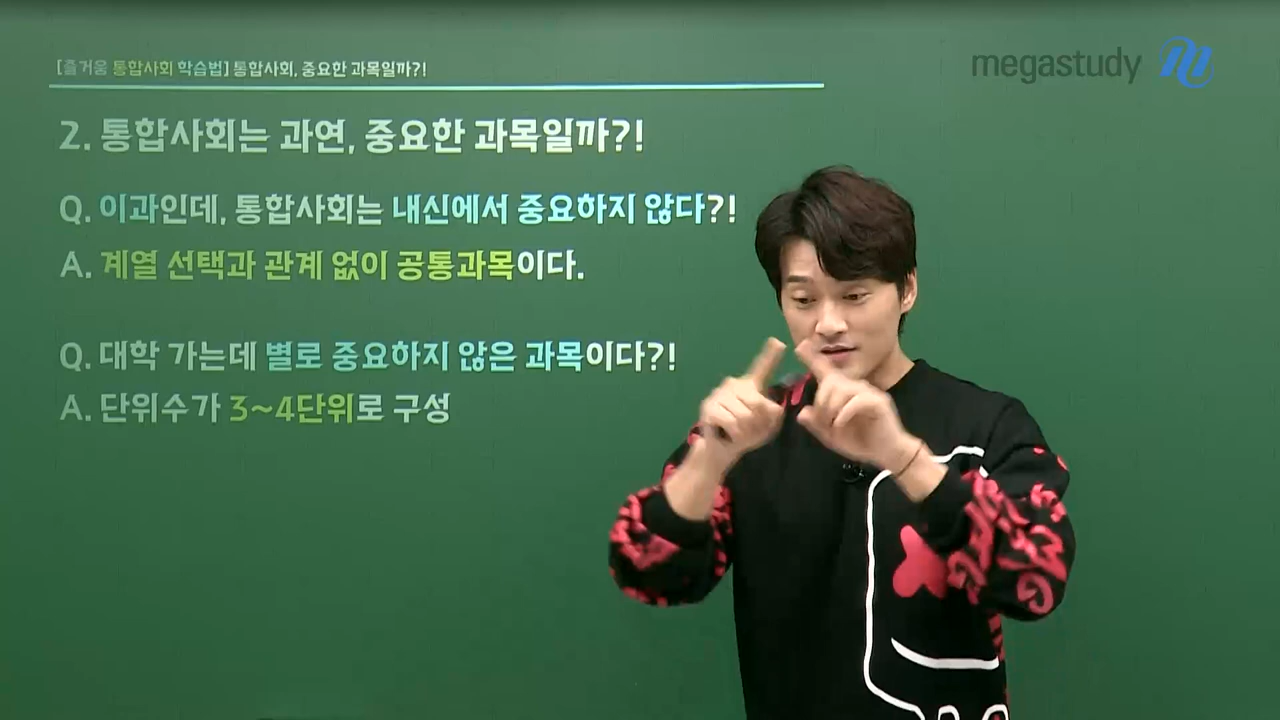 [즐거움 통합사회 학습법] 통합사회, 중요한 과목일까?!
megastudy
2. 통합사회는 과연, 중요한 과목일까?!
Q. 이과인데, 통합사회는 내신에서 중요하지 않다?!
A. 계열 선택과 관계 없이 공통과목이다.
Q. 대학 가는데 별로 중요하지 않은 과목이다?!
A. 단위수가 3~4단위로 구성